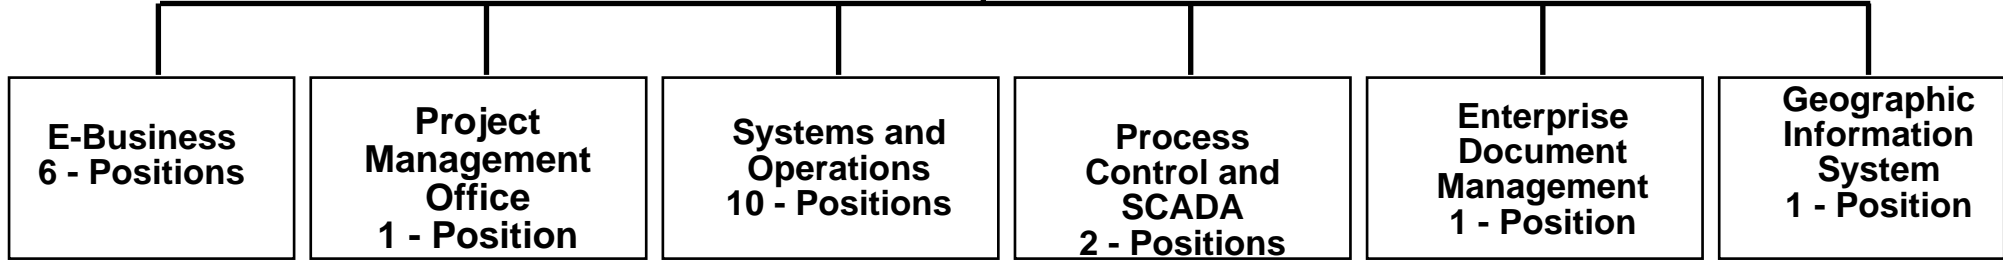 E-Business
6 - Positions
Project
Management
Office
1 - Position
Systems and
Operations
10 - Positions
Process
Control and
SCADA
2 - Positions
Enterprise
Document
Management
1 - Position
Geographic
Information
System
1 - Position